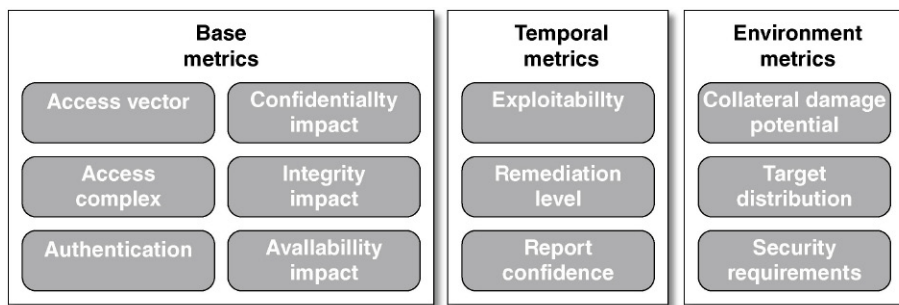 Base
metrics
Access vector
Confidentiallty
impact
Access
complex
Integrity
impact
Authentication
Avallabillity
impact
Temporal
metrics
Exploitabillty
Remediation
level
Report
confidence
Environment
metrics
Collateral damage
potential
Target
distribution
Security
requirements